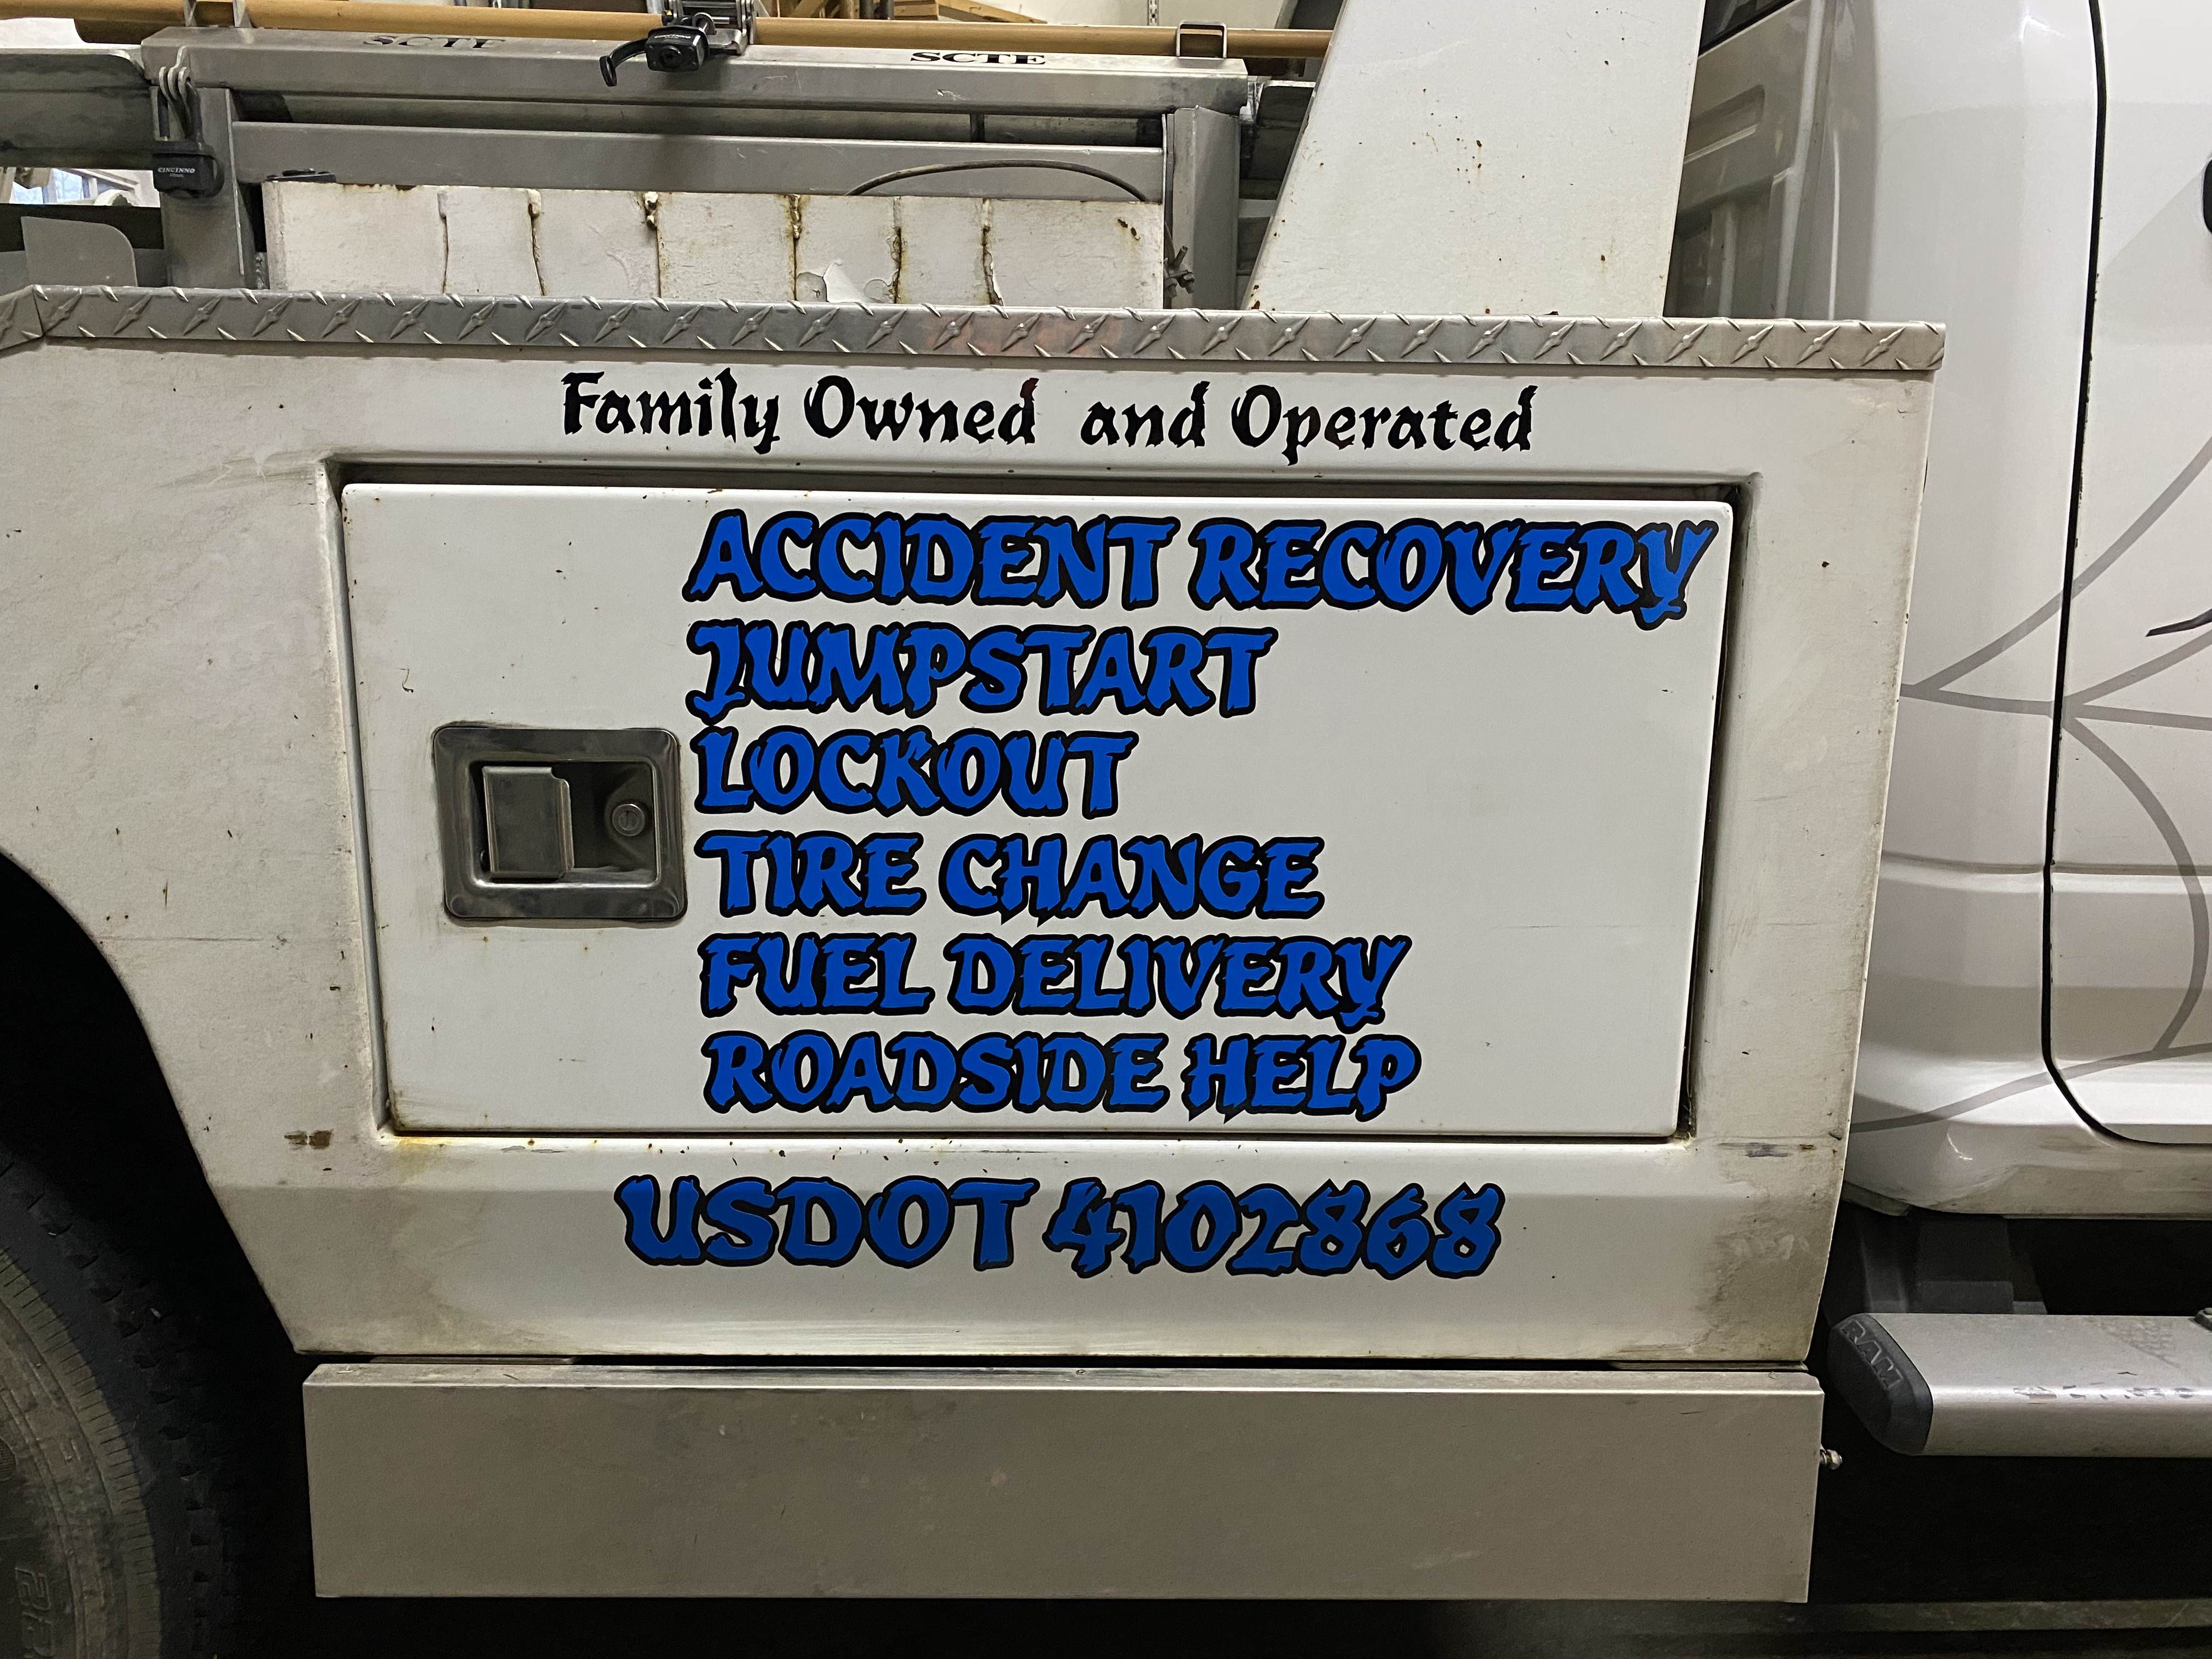 SCTE
SCTE
CINCINNO
Family Owned and Operated
ACCIDENT RECOVERY
JUMPSTART
LOCKOUT
TIRE CHANGE
FUEL DELIVERY
ROADSIDE HELP
USDOT 4102868
RAM